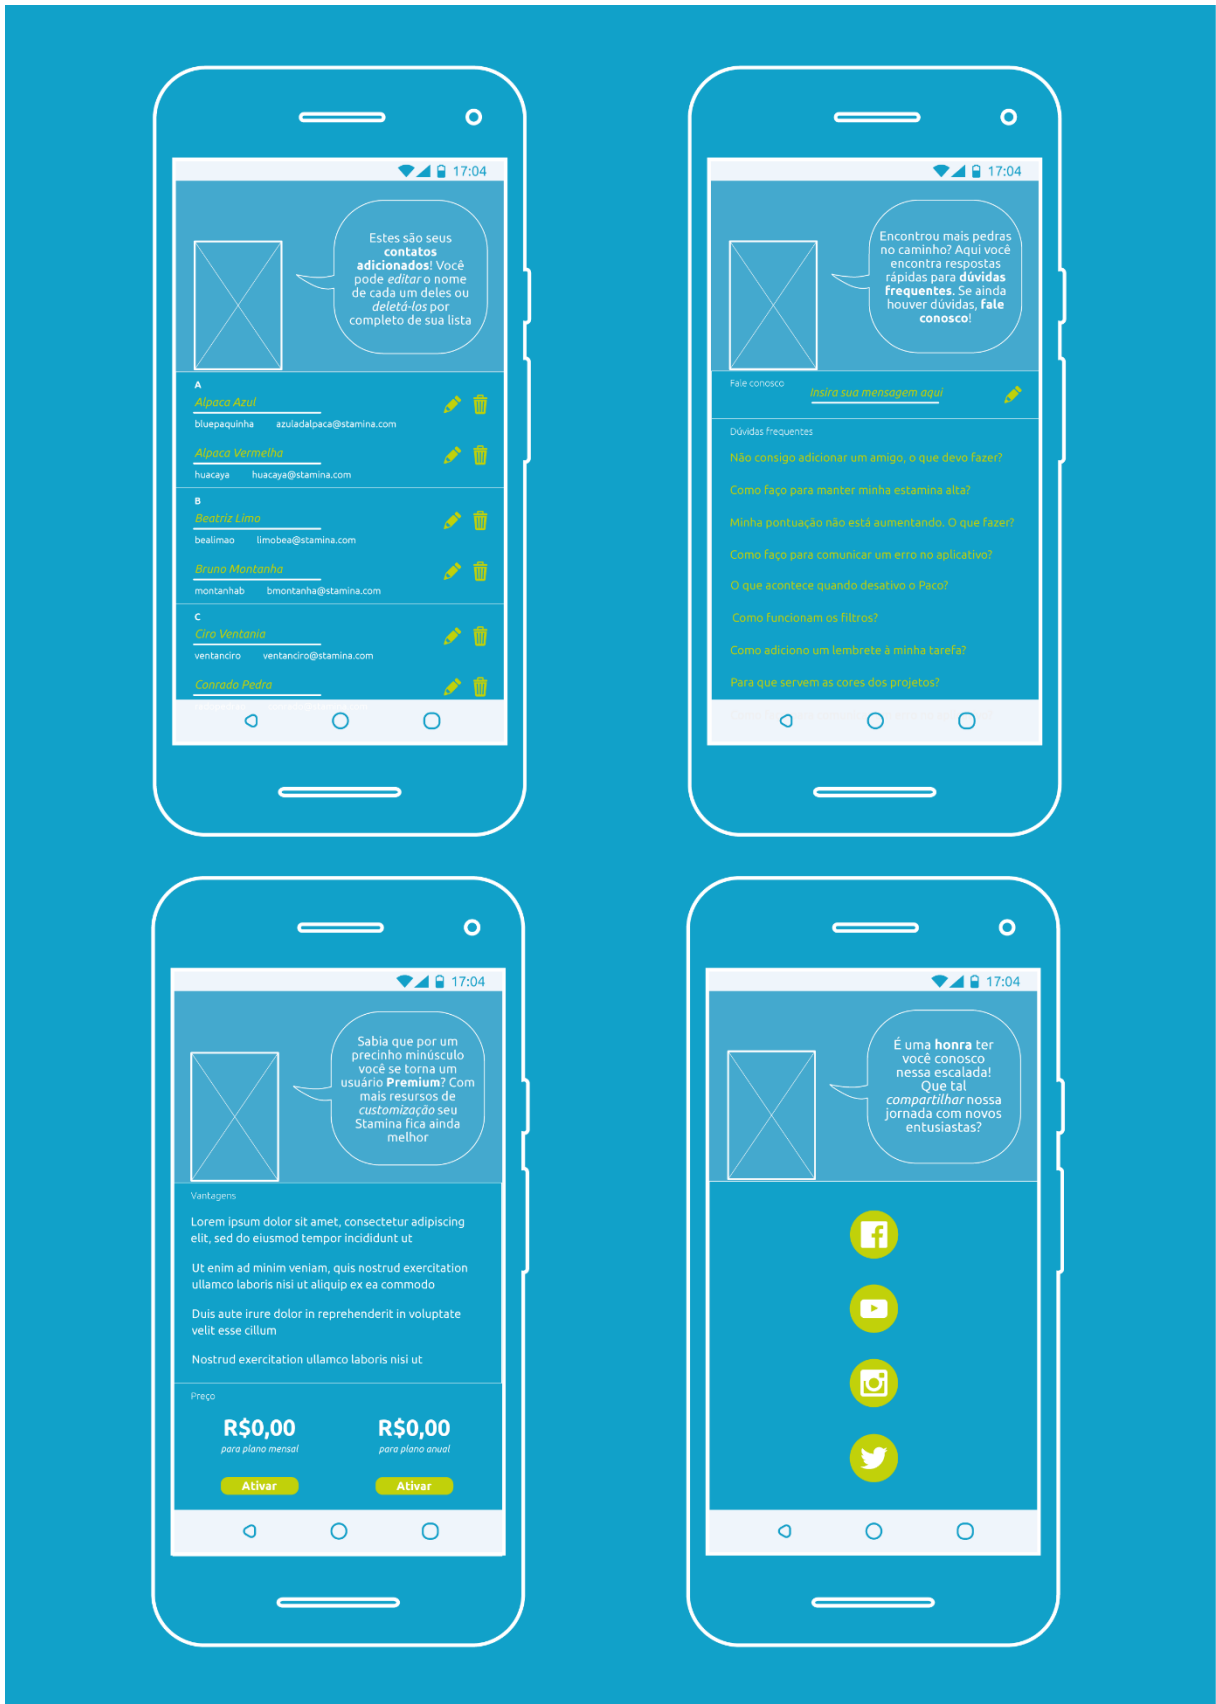 17:04
Estes são seus
contatos
adicionados! Você
pode editar o nome
de cada um deles ou
deletá-los por
completo de sua lista
A
Alpaca Azul
bluepaquinha azuladalpaca@stamina.com
Alpaca Vermelha
huacaya huacaya@stamina.com
B
Beatriz Limo
bealimao limobea@stamina.com
Bruno Montanha
montanhab bmontanha@stamina.com
C
Ciro Ventania
ventanciro ventanciro@stamina.com
Conrado Pedra
17:04
Encontrou mais pedras
no caminho? Aqui você
encontra respostas
rápidas para dúvidas
frequentes. Se ainda
houver dúvidas, fale
conosco!
Fale conosco
Insira sua mensagem aqui
Dúvidas frequentes
Não consigo adicionar um amigo, o que devo fazer?
Como faço para manter minha estamina alta?
Minha pontuação não está aumentando. O que fazer?
Como faço para comunicar um erro no aplicativo?
O que acontece quando desativo o Paco?
Como funcionam os filtros?
Como adiciono um lembrete à minha tarefa?
Para que servem as cores dos projetos?
17:04
Sabia que por um
precinho minúsculo
você se torna um
usuário Premium? Com
mais resursos de
customização seu
Stamina fica ainda
melhor
Vantagens
Lorem ipsum dolor sit amet, consectetur adipiscing
elit, sed do eiusmod tempor incididunt ut
Ut enim ad minim veniam, quis nostrud exercitation
ullamco laboris nisi ut aliquip ex ea commodo
Duis aute irure dolor in reprehenderit in voluptate
velit esse cillum
Nostrud exercitation ullamco laboris nisi ut
Preço
R$0,00 R$0,00
para plano mensal para plano anual
Ativar Ativar
17:04
É uma honra ter
você conosco
nessa escalada!
Que tal
compartilhar nossa
jornada com novos
entusiastas?